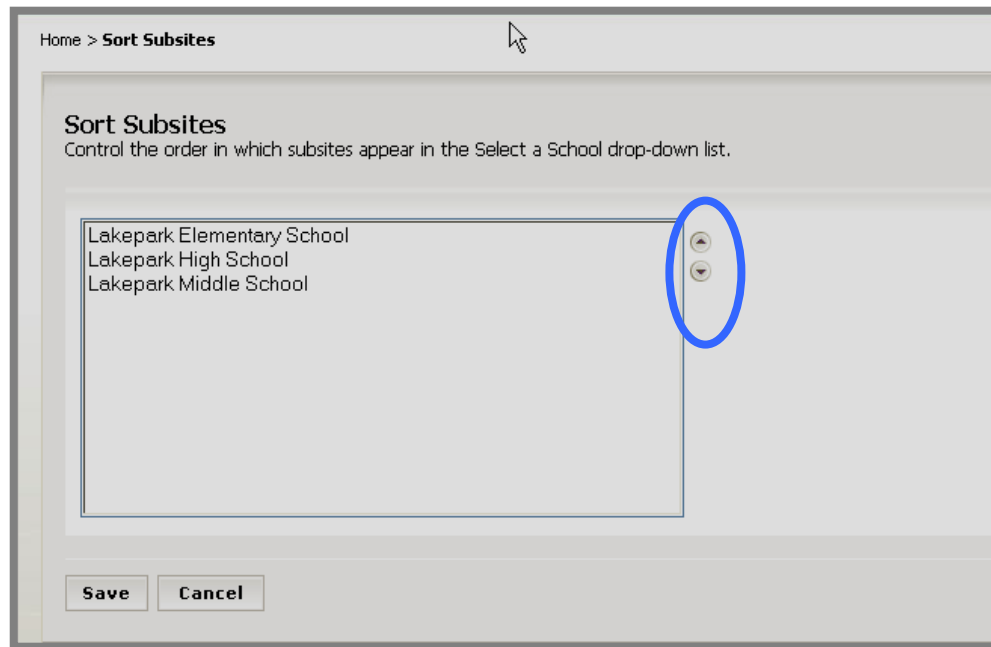 Home > Sort Subsites
Sort Subsites
Control the order in which subsites appear in the Select a School drop-down list.
Lakepark Elementary School
Lakepark High School
Lakepark Middle School
Save Cancel